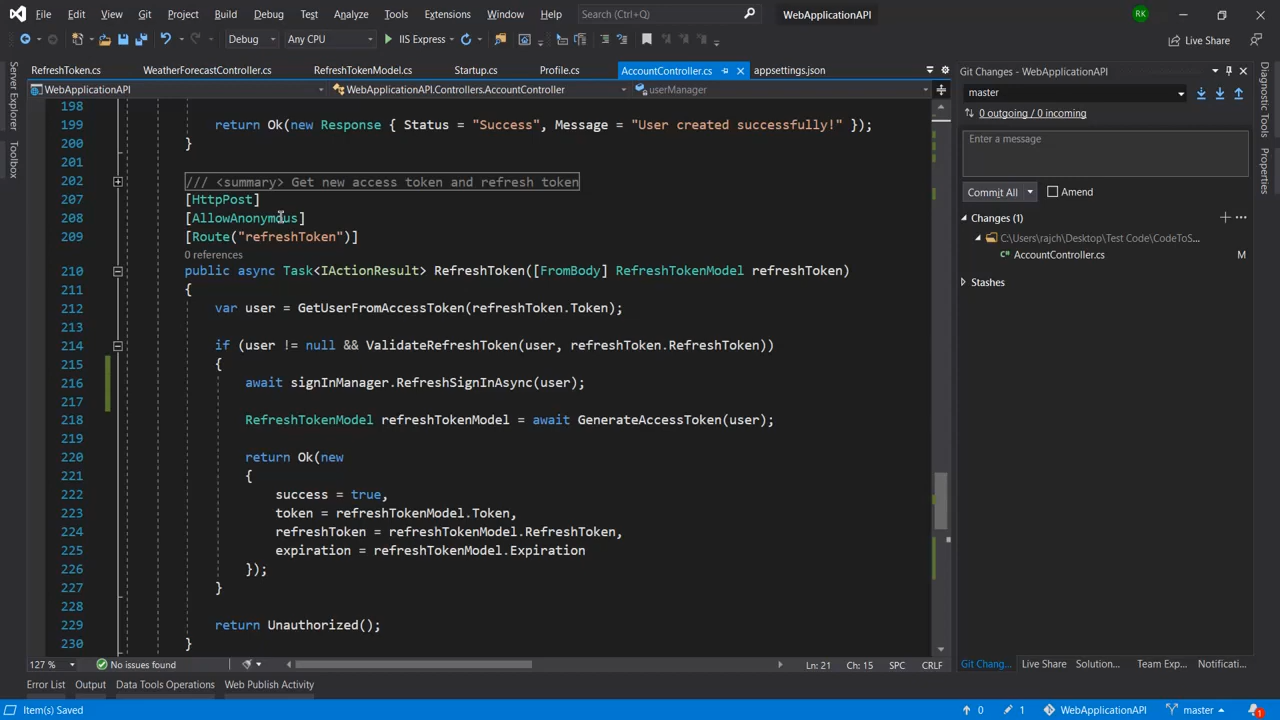 File Edit View Git Project Build Debug Test Analyze Tools Extensions Window Help Search (Ctrl+Q) WebApplicationAPI RK
Debug Any CPU IIS Express Live Share
RefreshToken.cs WeatherForecastController.cs RefreshTokenModel.cs Startup.cs Profile.cs AccountController.cs appsettings.json
WebApplicationAPI WebApplicationAPI.Controllers.AccountController userManager
Server Explorer
Toolbox
198
199 return Ok(new Response { Status = "Success", Message = "User created successfully!" });
200 }
201
202 /// <summary> Get new access token and refresh token
207 [HttpPost]
208 [AllowAnonymous]
209 [Route("refreshToken")]
0 references
210 public async Task<IActionResult> RefreshToken([FromBody] RefreshTokenModel refreshToken)
211 {
212 var user = GetUserFromAccessToken(refreshToken.Token);
213
214 if (user != null && ValidateRefreshToken(user, refreshToken.RefreshToken))
215 {
216 await signInManager.RefreshSignInAsync(user);
217
218 RefreshTokenModel refreshTokenModel = await GenerateAccessToken(user);
219
220 return Ok(new
221 {
222 success = true,
223 token = refreshTokenModel.Token,
224 refreshToken = refreshTokenModel.RefreshToken,
225 expiration = refreshTokenModel.Expiration
226 });
227 }
228
229 return Unauthorized();
230 }
127 % No issues found Ln: 21 Ch: 15 SPC CRLF
Git Changes - WebApplicationAPI
master
0 outgoing / 0 incoming
Enter a message
Commit All Amend
Changes (1)
C:\Users\rajch\Desktop\Test Code\CodeToS...
AccountController.cs M
Stashes
Git Chang... Live Share Solution... Team Exp... Notificati...
Diagnostic Tools
Properties
Error List Output Data Tools Operations Web Publish Activity
Item(s) Saved 0 1 WebApplicationAPI master 1